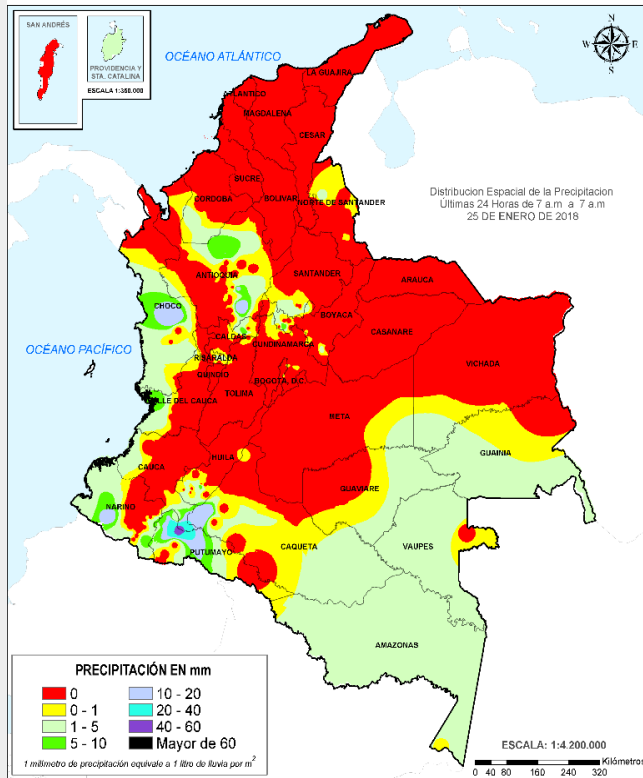 SAN ANDRÉS
PROVIDENCIA Y
STA. CATALINA
ESCALA 1:380.000
OCÉANO ATLÁNTICO
N
W E
S
LA GUAJIRA
ATLANTICO
MAGDALENA
CESAR
SUCRE
CORDOBA
BOLIVAR
NORTE DE SANTANDER
Distribucion Espacial de la Precipitacion
Últimas 24 Horas de 7 a.m a 7 a.m
25 DE ENERO DE 2018
ANTIOQUIA
SANTANDER
ARAUCA
CHOCO
BOYACA
CASANARE
OCÉANO PACÍFICO
CALDAS
CUNDINAMARCA
VICHADA
RISARALDA
QUINDIO
BOGOTA, D.C.
TOLIMA
VALLE DEL CAUCA
META
GUAINIA
CAUCA
HUILA
GUAVIARE
NARIÑO
CAQUETA
VAUPES
PUTUMAYO
AMAZONAS
PRECIPITACIÓN EN mm
0 10 - 20
0 - 1 20 - 40
1 - 5 40 - 60
5 - 10 Mayor de 60
1 milimetro de precipitación equivale a 1 litro de lluvia por m2
ESCALA: 1:4.200.000
Kilómetros
0 40 80 160 240 320